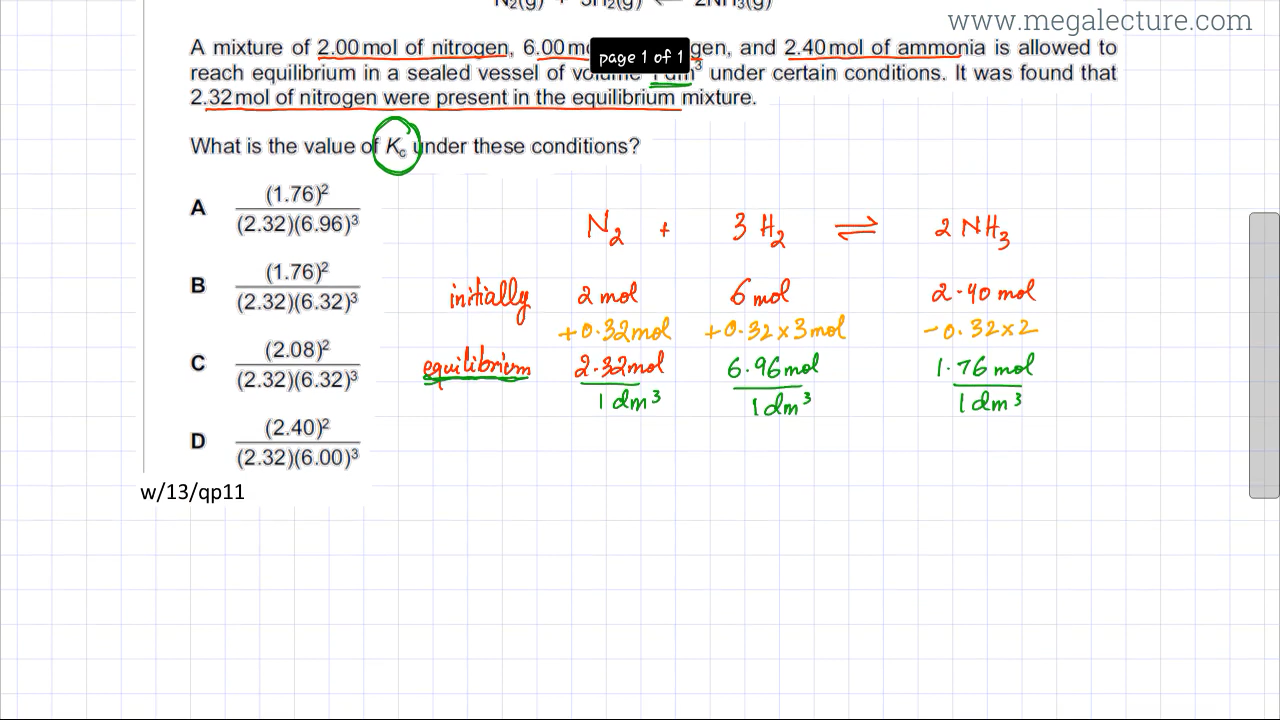 N₂(g) + 3H₂(g) 2NH₃(g)
www.megalecture.com
A mixture of 2.00 mol of nitrogen, 6.00 mo gen, and 2.40 mol of ammonia is allowed to
page 1 of 1
reach equilibrium in a sealed vessel of volume 1 dm³ under certain conditions. It was found that
2.32 mol of nitrogen were present in the equilibrium mixture.
What is the value of Kc under these conditions?
A (1.76)²
(2.32)(6.96)³
B (1.76)²
(2.32)(6.32)³
C (2.08)²
(2.32)(6.32)³
D (2.40)²
(2.32)(6.00)³
w/13/qp11
N₂ + 3 H₂ ⇌ 2 NH₃
initially 2 mol 6 mol 2.40 mol
+0.32 mol +0.32 × 3 mol −0.32 × 2
equilibrium 2.32 mol 6.96 mol 1.76 mol
1 dm³ 1 dm³ 1 dm³